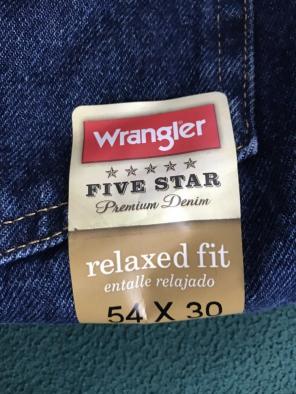 Wrangler
FIVE STAR
Premium Denim
relaxed fit
entalle relajado
54 X 30